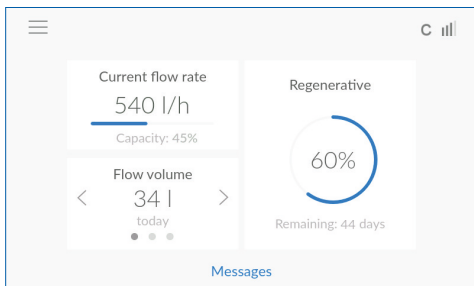 C
Current flow rate
540 l/h
Capacity: 45%
Flow volume
34 l
today
Regenerative
60%
Remaining: 44 days
Messages